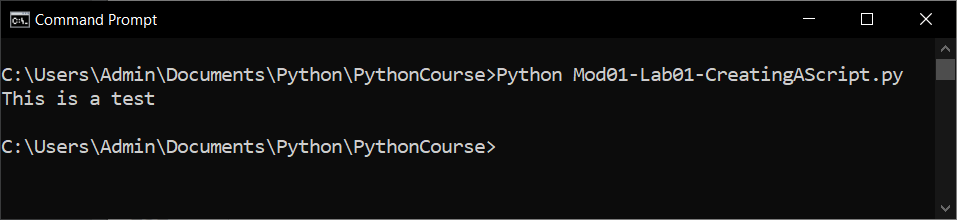 Command Prompt
C:\Users\Admin\Documents\Python\PythonCourse>Python Mod01-Lab01-CreatingAScript.py
This is a test
C:\Users\Admin\Documents\Python\PythonCourse>